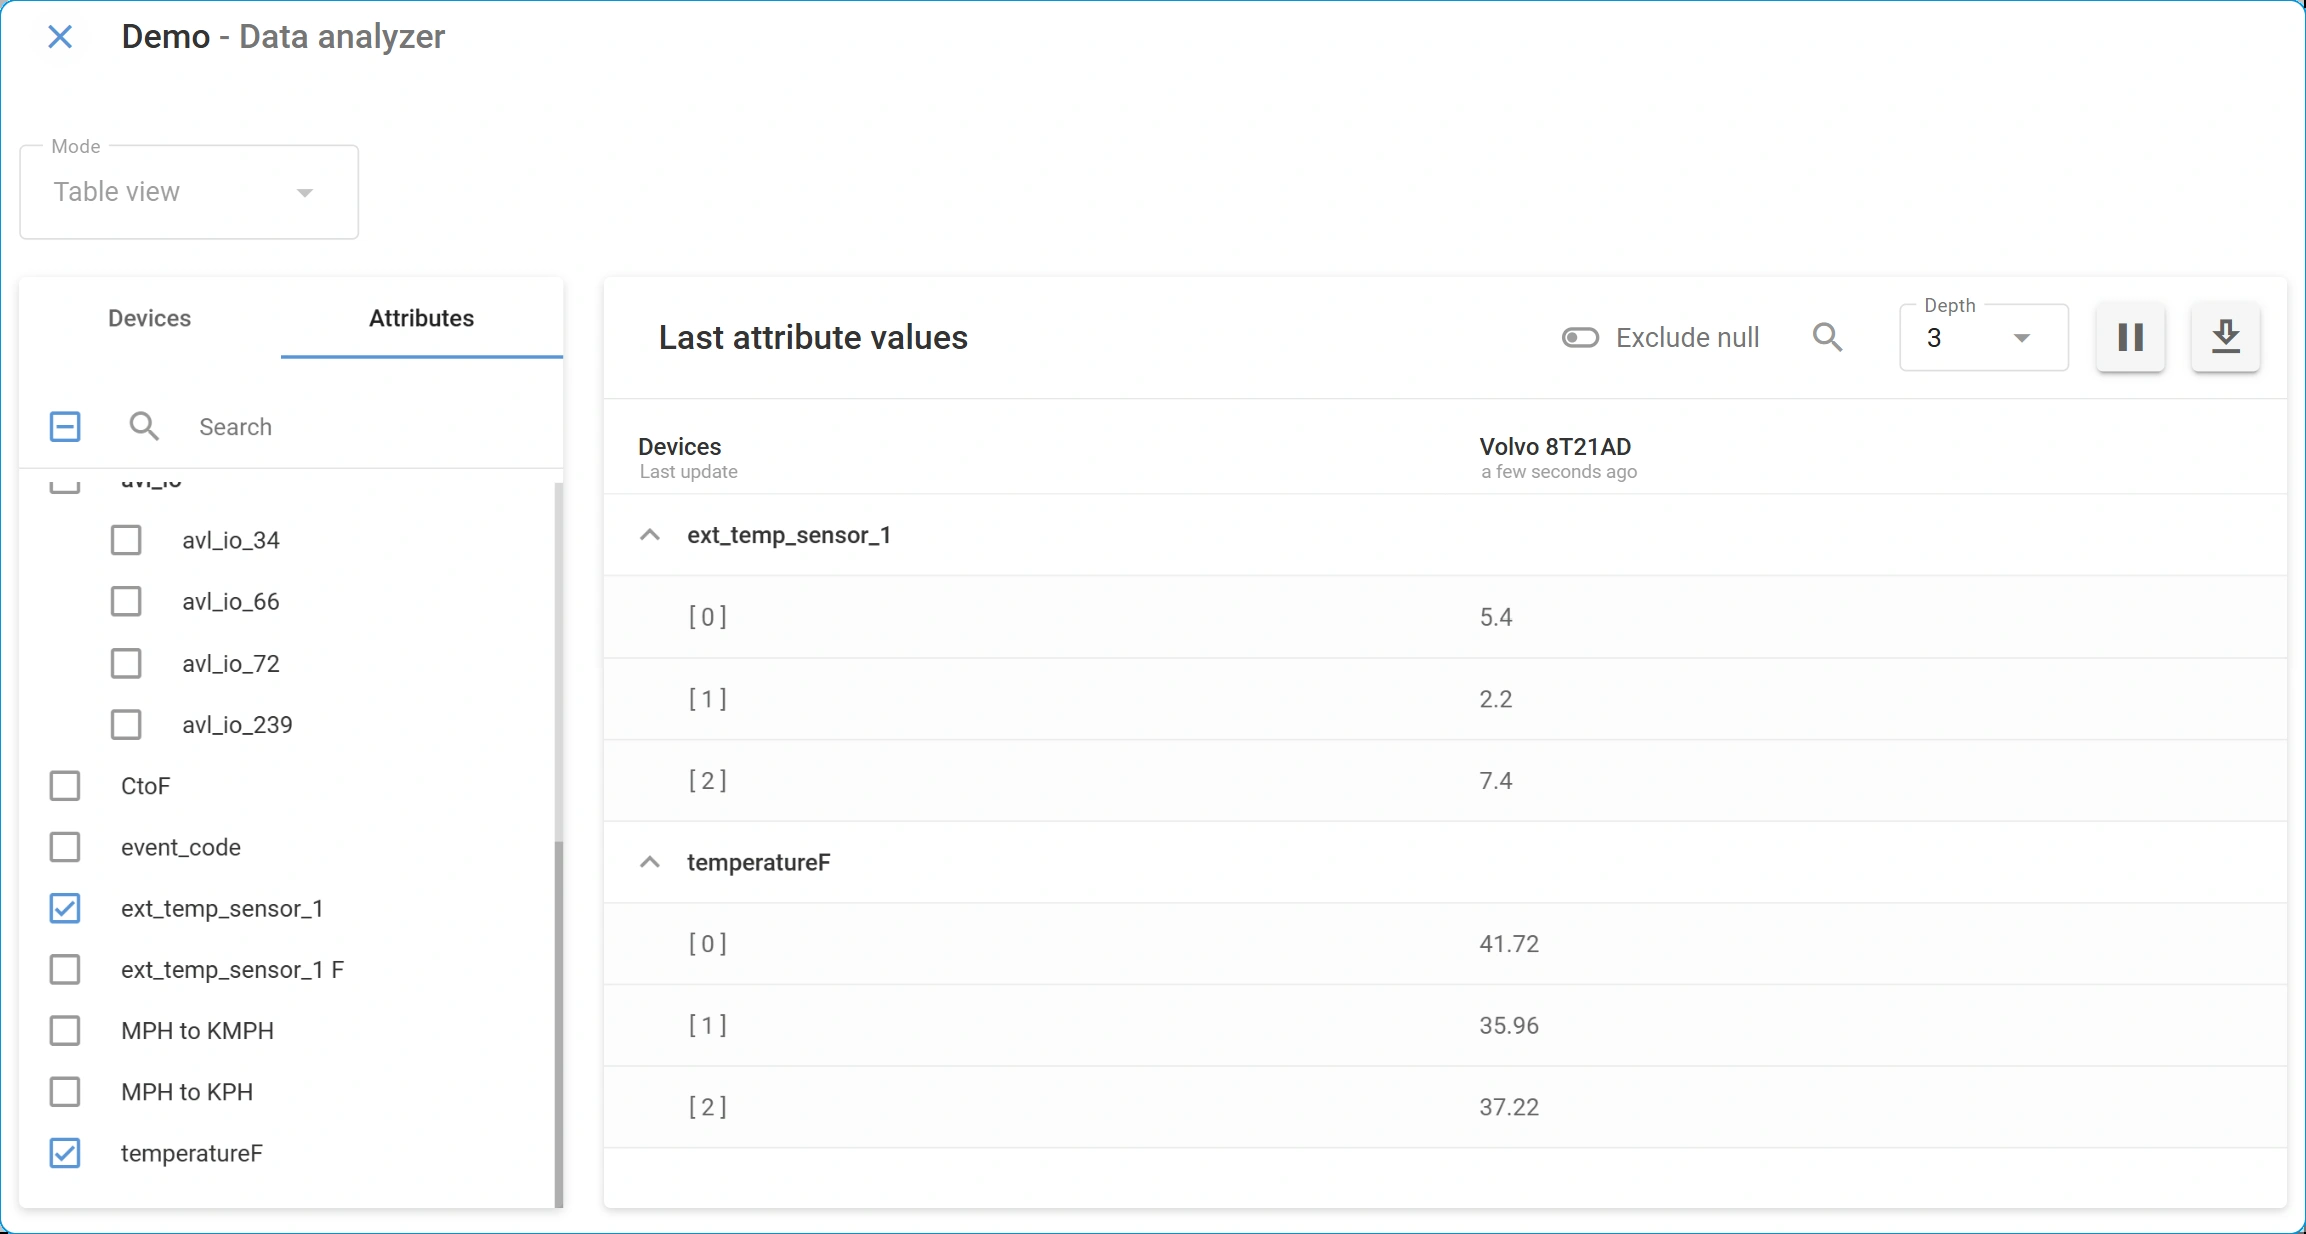 Demo - Data analyzer
Mode
Table view
Devices Attributes
Search
avl_io
avl_io_34
avl_io_66
avl_io_72
avl_io_239
CtoF
event_code
ext_temp_sensor_1
ext_temp_sensor_1 F
MPH to KMPH
MPH to KPH
temperatureF
Last attribute values Exclude null Depth 3
Devices Volvo 8T21AD
Last update a few seconds ago
ext_temp_sensor_1
[ 0 ] 5.4
[ 1 ] 2.2
[ 2 ] 7.4
temperatureF
[ 0 ] 41.72
[ 1 ] 35.96
[ 2 ] 37.22